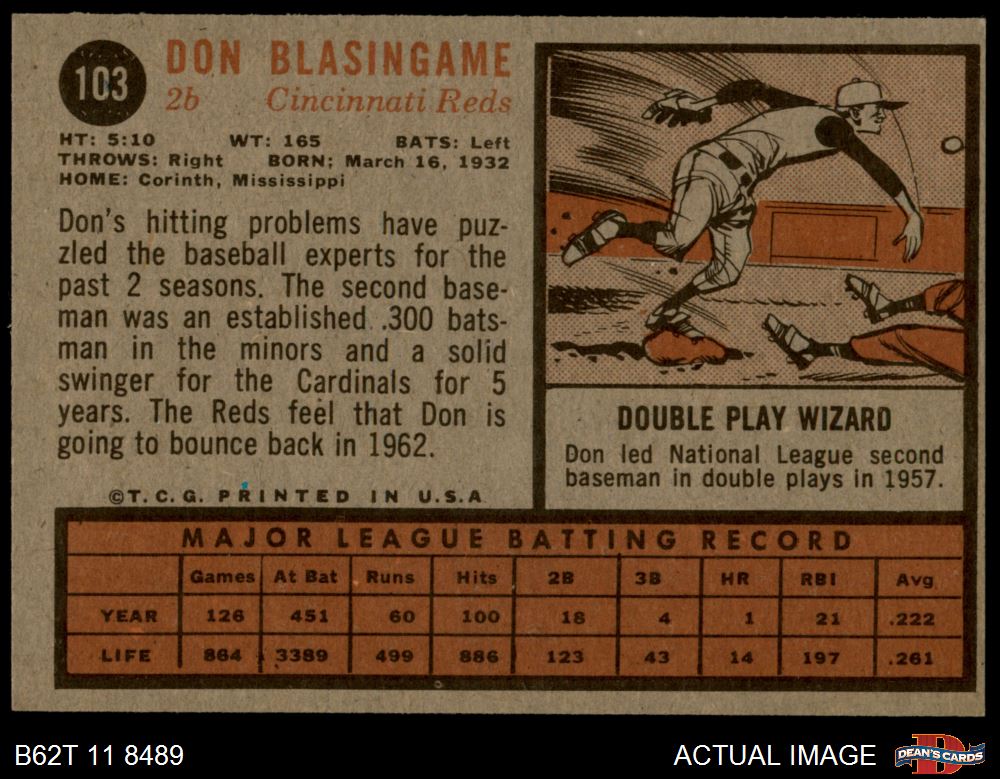 103
DON BLASINGAME
2b Cincinnati Reds
HT: 5:10 WT: 165 BATS: Left
THROWS: Right BORN: March 16, 1932
HOME: Corinth, Mississippi
Don's hitting problems have puz-
zled the baseball experts for the
past 2 seasons. The second base-
man was an established .300 bats-
man in the minors and a solid
swinger for the Cardinals for 5
years. The Reds feel that Don is
going to bounce back in 1962.
©T. C. G. PRINTED IN U.S.A
DOUBLE PLAY WIZARD
Don led National League second
baseman in double plays in 1957.
MAJOR LEAGUE BATTING RECORD
Games At Bat Runs Hits 2B 3B HR RBI Avg
YEAR 126 451 60 100 18 4 1 21 .222
LIFE 864 3389 499 886 123 43 14 197 .261
B62T 11 8489
ACTUAL IMAGE
D
DEAN'S CARDS